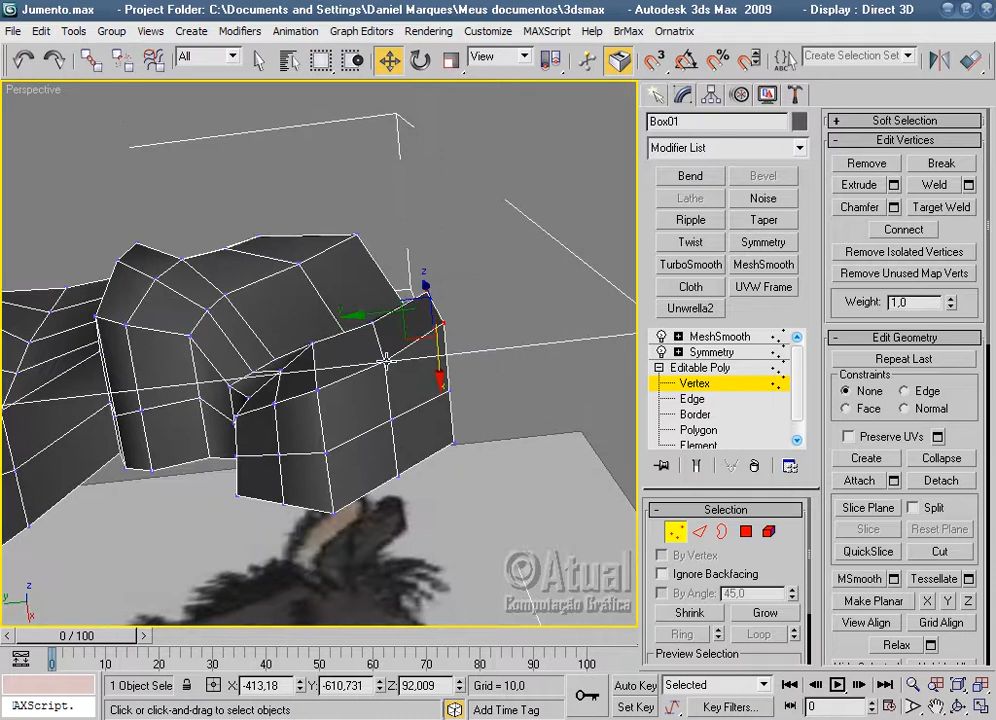 Jumento.max - Project Folder: C:\Documents and Settings\Daniel Marques\Meus documentos\3dsmax - Autodesk 3ds Max 2009 - Display : Direct 3D
File Edit Tools Group Views Create Modifiers Animation Graph Editors Rendering Customize MAXScript Help BrMax Ornatrix
All View Create Selection Set
Perspective
Box01
Modifier List
Bend Bevel
Lathe Noise
Ripple Taper
Twist Symmetry
TurboSmooth MeshSmooth
Cloth UVW Frame
Unwrella2
MeshSmooth
Symmetry
Editable Poly
Vertex
Edge
Border
Polygon
Element
Selection
By Vertex
Ignore Backfacing
By Angle: 45,0
Shrink Grow
Ring Loop
Preview Selection
Soft Selection
Edit Vertices
Remove Break
Extrude Weld
Chamfer Target Weld
Connect
Remove Isolated Vertices
Remove Unused Map Verts
Weight: 1,0
Edit Geometry
Repeat Last
Constraints
None Edge
Face Normal
Preserve UVs
Create Collapse
Attach Detach
Slice Plane Split
Slice Reset Plane
QuickSlice Cut
MSmooth Tessellate
Make Planar X Y Z
View Align Grid Align
Relax
z
z
y
x
©Atual
Computação Gráfica
0 / 100
0 10 20 30 40 50 60 70 80 90 100
1 Object Sele X: -413,18 Y: -610,731 Z: 92,009 Grid = 10,0 Auto Key Selected
AXScript. Click or click-and-drag to select objects Add Time Tag Set Key Key Filters... 0